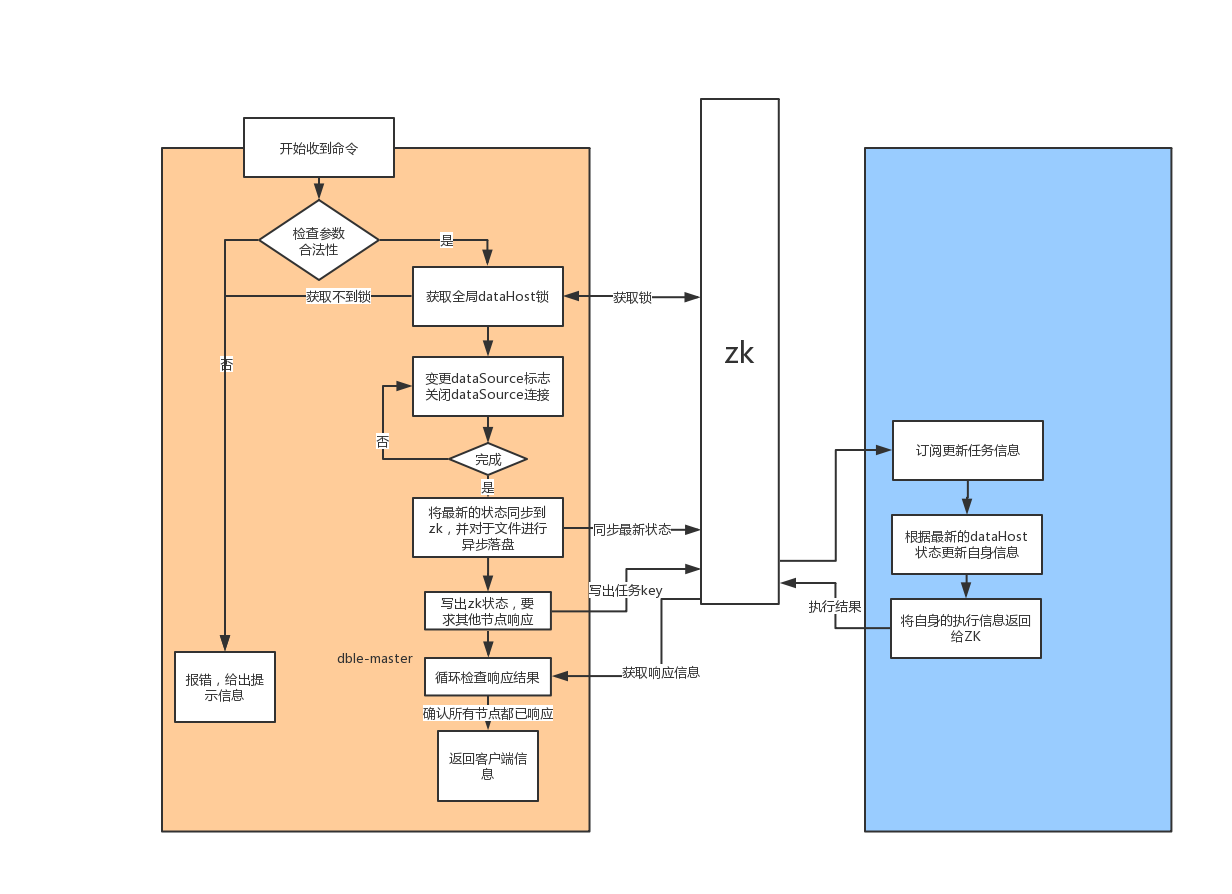 开始收到命令
检查参数
合法性
是
获取不到锁
获取全局dataHost锁
获取锁
zk
否
变更dataSource标志
关闭dataSource连接
否
完成
是
将最新的状态同步到
zk，并对于文件进行
异步落盘
同步最新状态
写出zk状态，要
求其他节点响应
写出任务key
dble-master
循环检查响应结果
获取响应信息
报错，给出提
示信息
确认所有节点都已响应
返回客户端信
息
订阅更新任务信息
根据最新的dataHost
状态更新自身信息
执行结果
将自身的执行信息返回
给ZK